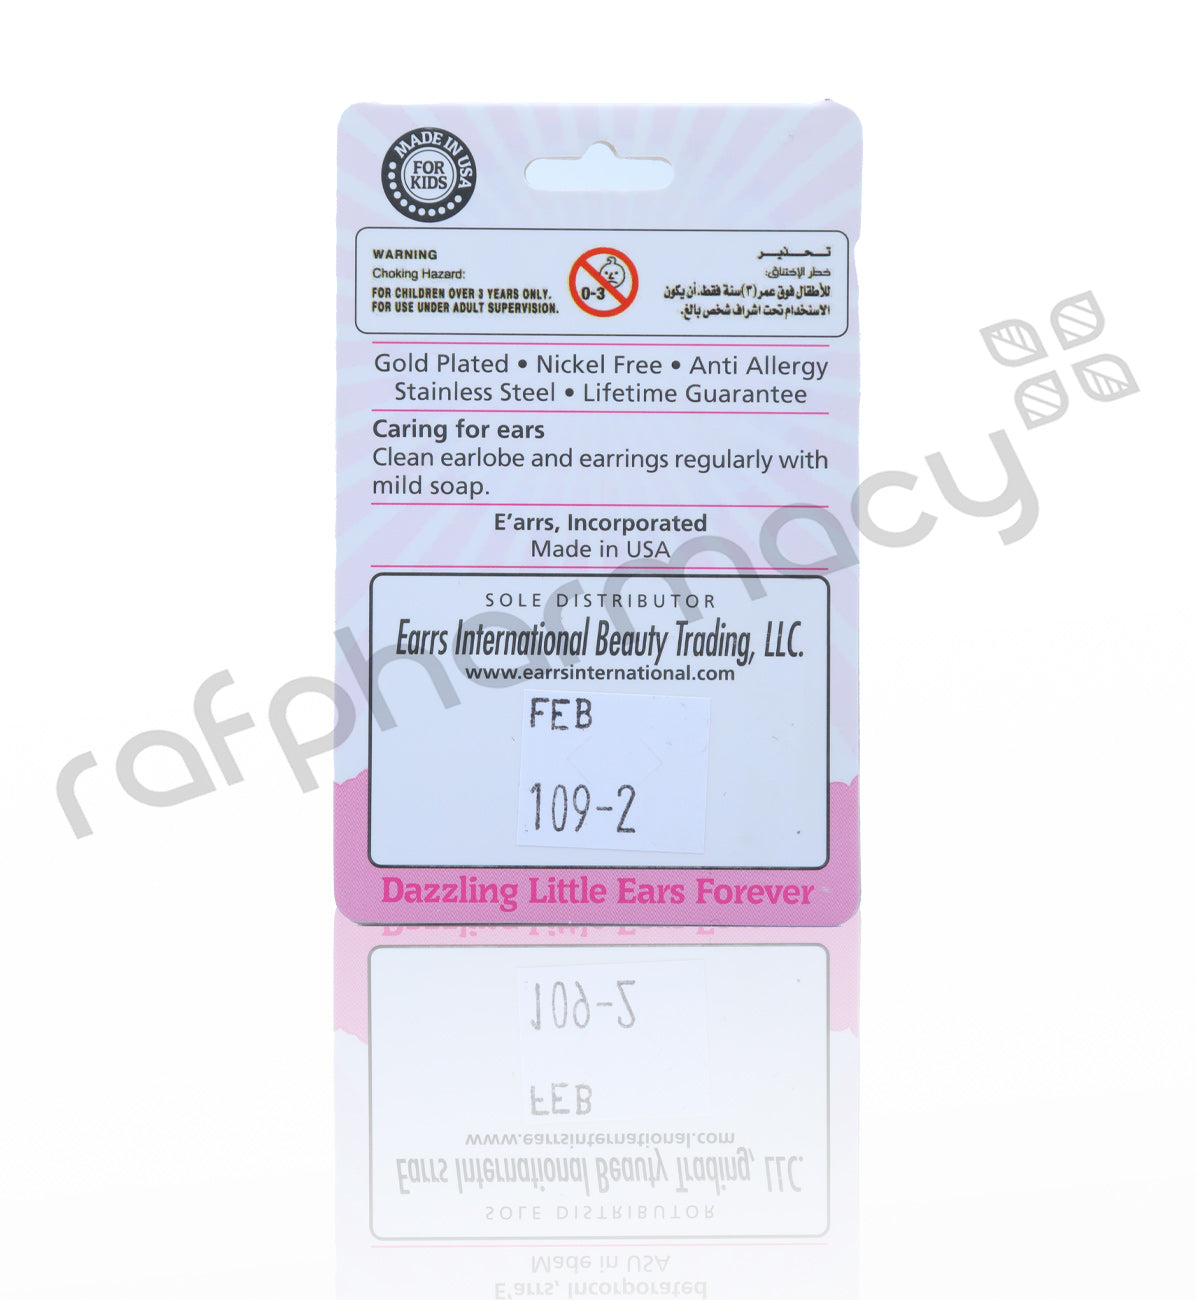 MADE IN USA
FOR
KIDS
WARNING
Choking Hazard:
FOR CHILDREN OVER 3 YEARS ONLY.
FOR USE UNDER ADULT SUPERVISION.
0-3
تـحـذيـر
خطر الإختناق:
للأطفال فوق عمر (٣) سنة فقط، أن يكون
الاستخدام تحت اشراف شخص بالغ.
Gold Plated • Nickel Free • Anti Allergy
Stainless Steel • Lifetime Guarantee
Caring for ears
Clean earlobe and earrings regularly with
mild soap.
E'arrs, Incorporated
Made in USA
SOLE DISTRIBUTOR
Earrs International Beauty Trading, LLC.
www.earrsinternational.com
FEB
109-2
Dazzling Little Ears Forever
rafpharmacy